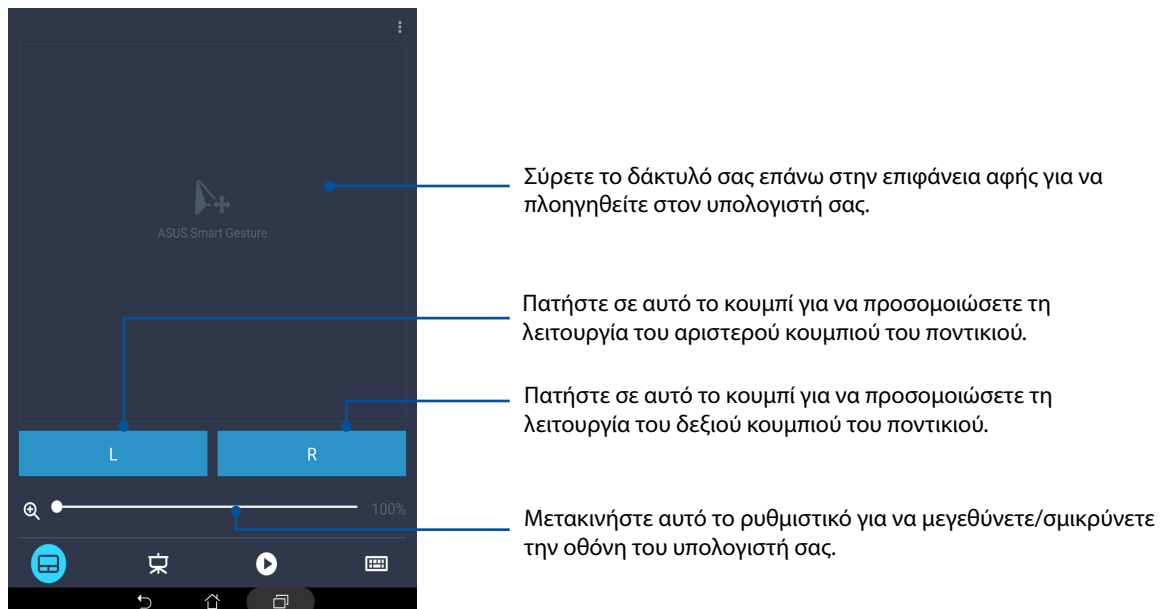 ASUS Smart Gesture
Σύρετε το δάκτυλό σας επάνω στην επιφάνεια αφής για να
πλοηγηθείτε στον υπολογιστή σας.
Πατήστε σε αυτό το κουμπί για να προσομοιώσετε τη
λειτουργία του αριστερού κουμπιού του ποντικιού.
Πατήστε σε αυτό το κουμπί για να προσομοιώσετε τη
λειτουργία του δεξιού κουμπιού του ποντικιού.
L R
100%
Μετακινήστε αυτό το ρυθμιστικό για να μεγεθύνετε/σμικρύνετε
την οθόνη του υπολογιστή σας.